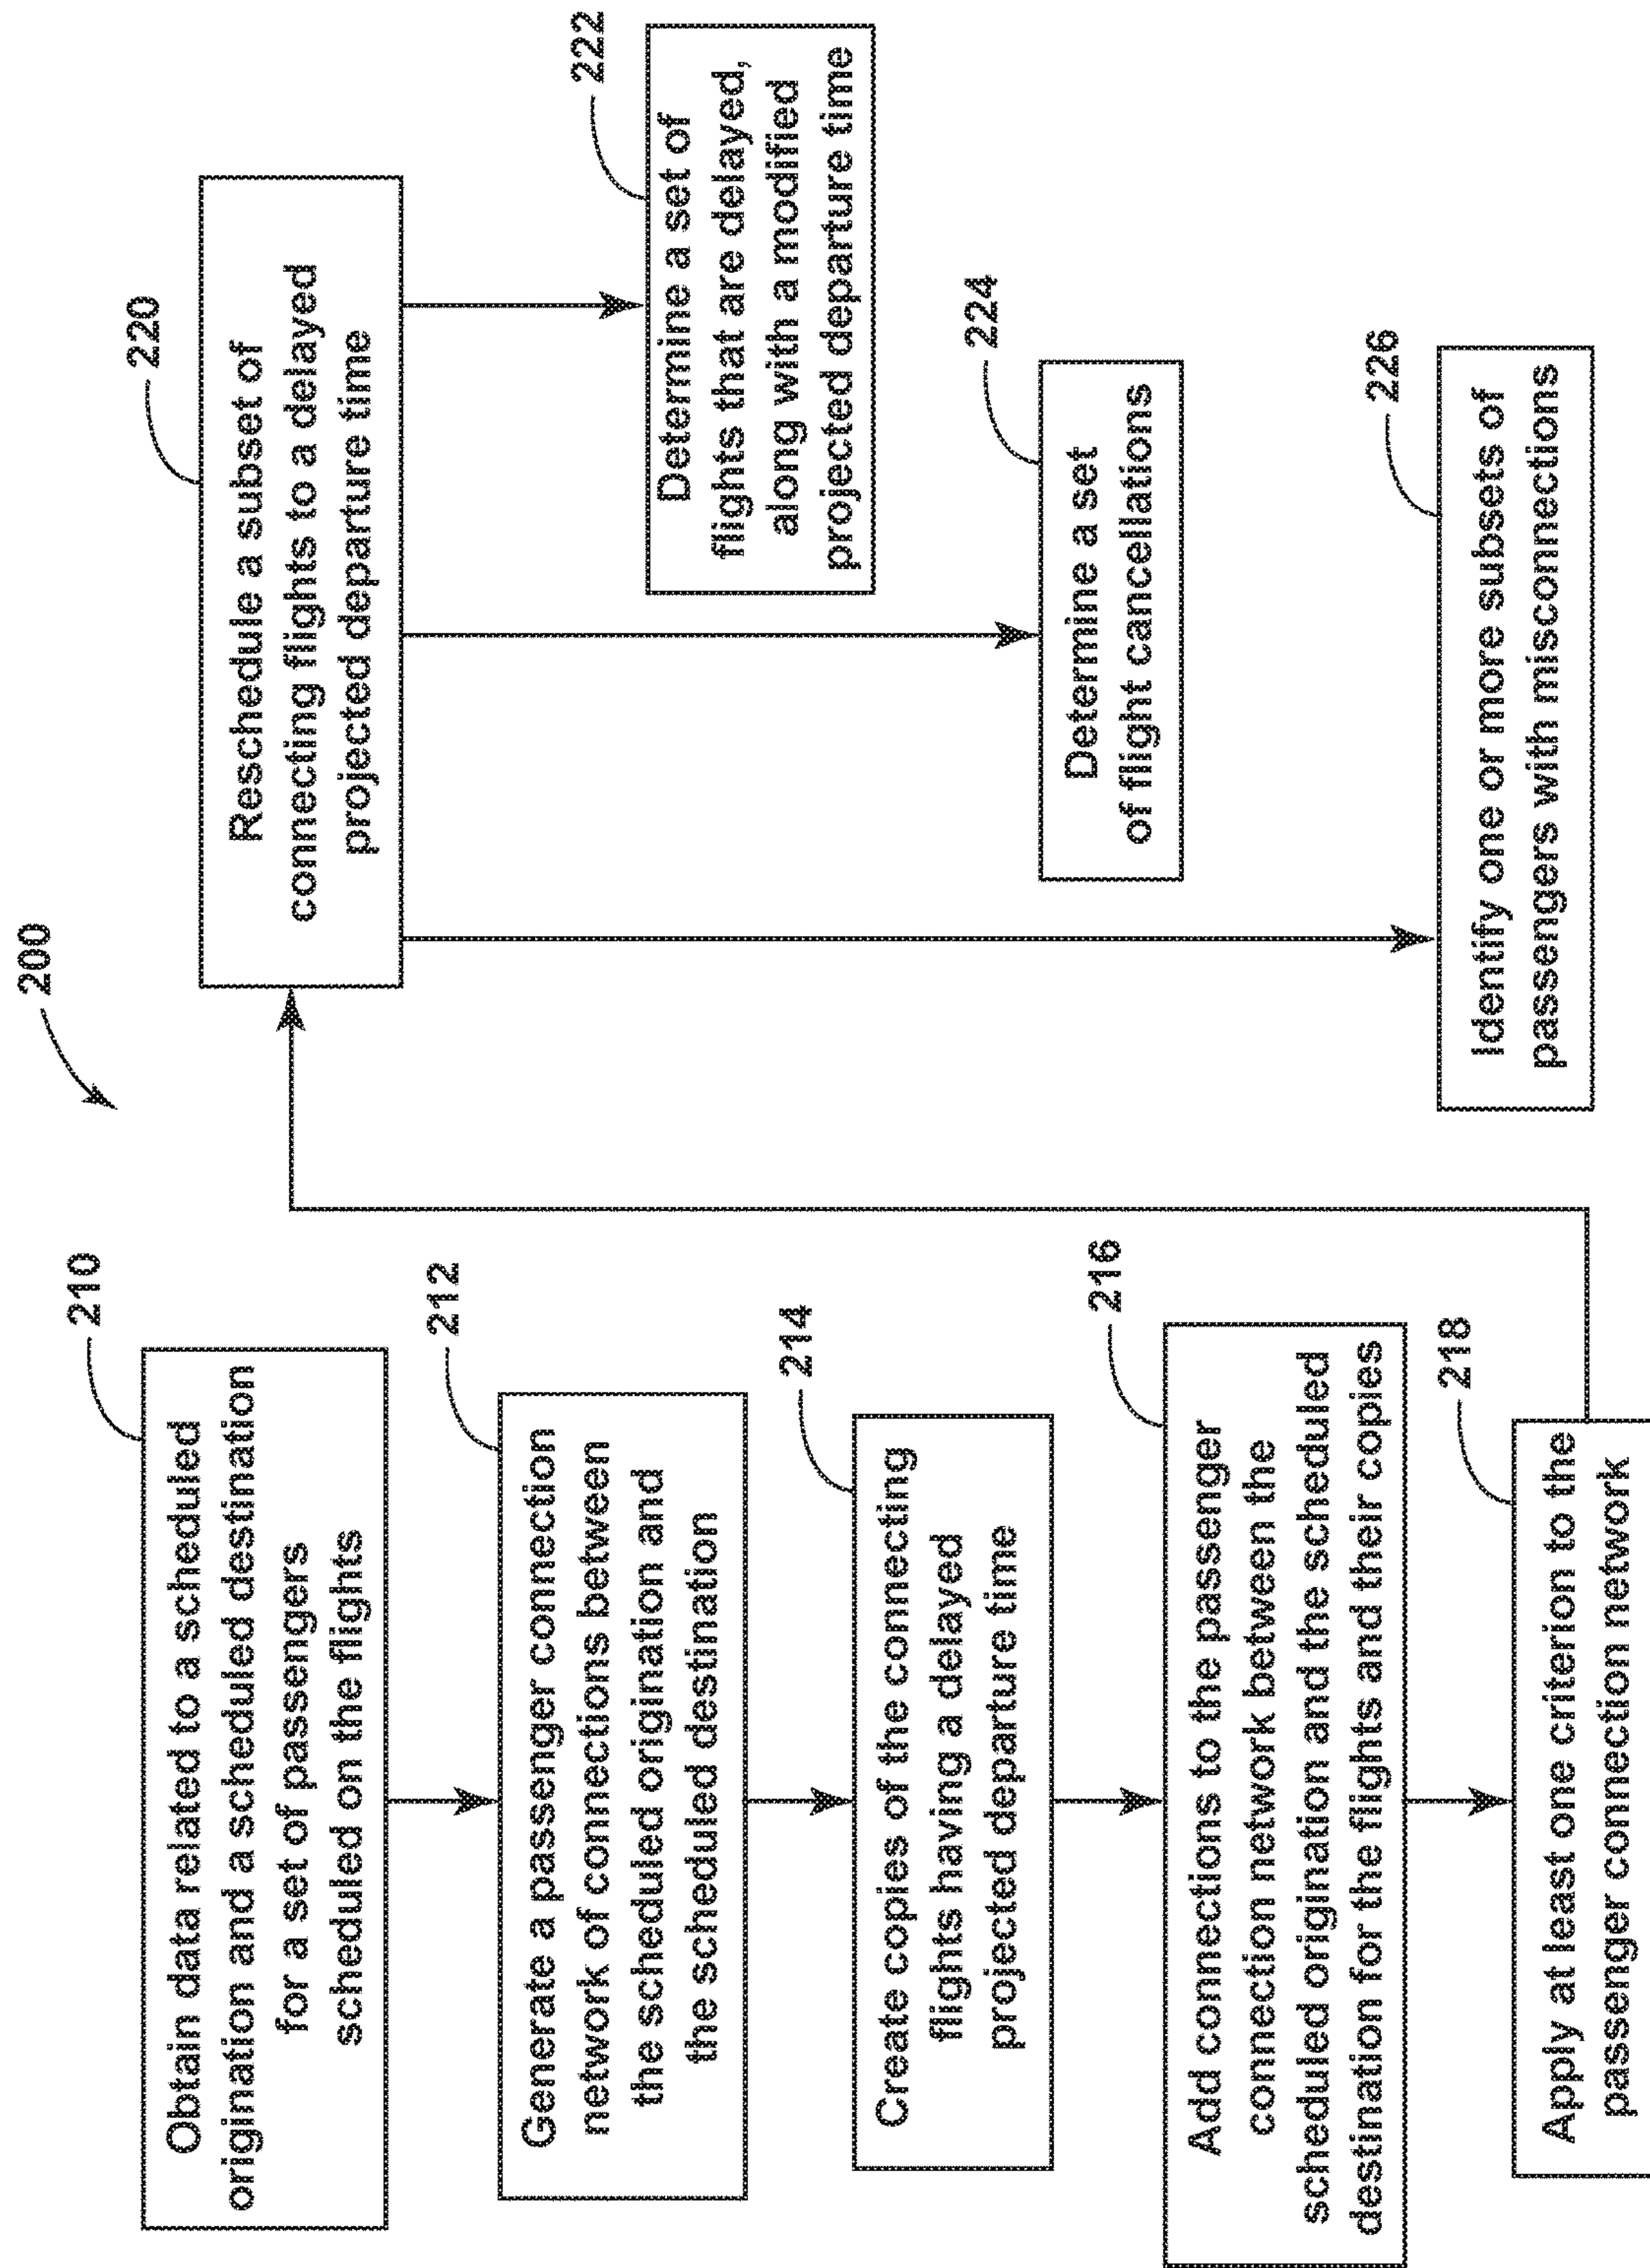 200
210
Obtain data related to a scheduled
origination and a scheduled destination
for a set of passengers
scheduled on the flights
212
Generate a passenger connection
network of connections between
the scheduled origination and
the scheduled destination
214
Create copies of the connecting
flights having a delayed
projected departure time
216
Add connections to the passenger
connection network between the
scheduled origination and the scheduled
destination for the flights and their copies
218
Apply at least one criterion to the
passenger connection network
220
Reschedule a subset of
connecting flights to a delayed
projected departure time
222
Determine a set of
flights that are delayed,
along with a modified
projected departure time
224
Determine a set
of flight cancellations
226
Identify one or more subsets of
passengers with misconnections